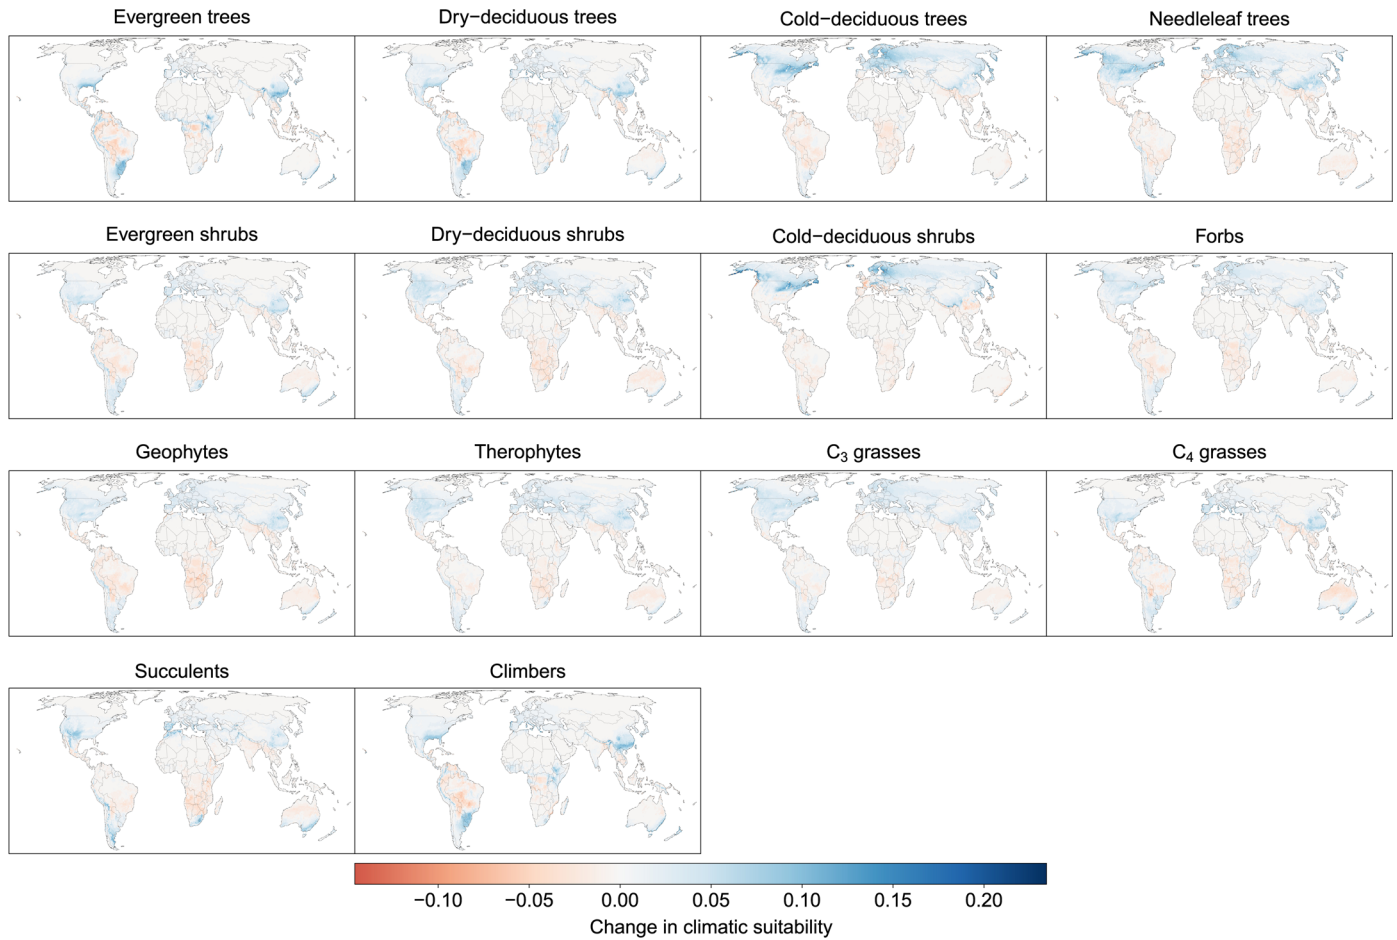 Evergreen trees
Dry−deciduous trees
Cold−deciduous trees
Needleleaf trees
Evergreen shrubs
Dry−deciduous shrubs
Cold−deciduous shrubs
Forbs
Geophytes
Therophytes
C₃ grasses
C₄ grasses
Succulents
Climbers
−0.10 −0.05 0.00 0.05 0.10 0.15 0.20
Change in climatic suitability